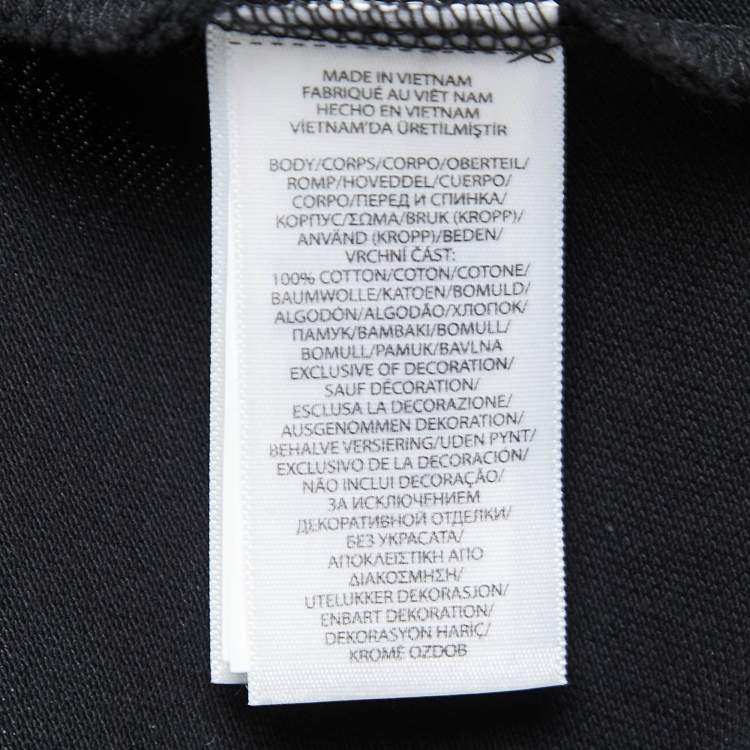 MADE IN VIETNAM
FABRIQUÉ AU VIÊT NAM
HECHO EN VIETNAM
VİETNAM'DA ÜRETİLMİŞTİR
BODY/CORPS/CORPO/OBERTEIL/
ROMP/HOVEDDEL/CUERPO/
CORPO/ПЕРЕД И СПИНКА/
КОРПУС/ΣΩΜΑ/BRUK (KROPP)/
ANVÄND (KROPP)/BEDEN/
VRCHNÍ ČÁST:
100% COTTON/COTON/COTONE/
BAUMWOLLE/KATOEN/BOMULD/
ALGODÓN/ALGODÃO/ХЛОПОК/
ПАМУК/ΒΑΜΒΑΚΙ/BOMULL/
BOMULL/PAMUK/BAVLNA
EXCLUSIVE OF DECORATION/
SAUF DÉCORATION/
ESCLUSA LA DECORAZIONE/
AUSGENOMMEN DEKORATION/
BEHALVE VERSIERING/UDEN PYNT/
EXCLUSIVO DE LA DECORACIÓN/
NÃO INCLUI DECORAÇÃO/
ЗА ИСКЛЮЧЕНИЕМ
ДЕКОРАТИВНОЙ ОТДЕЛКИ/
БЕЗ УКРАСАТА/
ΑΠΟΚΛΕΙΣΤΙΚΗ ΑΠΟ
ΔΙΑΚΟΣΜΗΣΗ/
UTELUKKER DEKORASJON/
ENBART DEKORATION/
DEKORASYON HARİÇ/
KROMĚ OZDOB